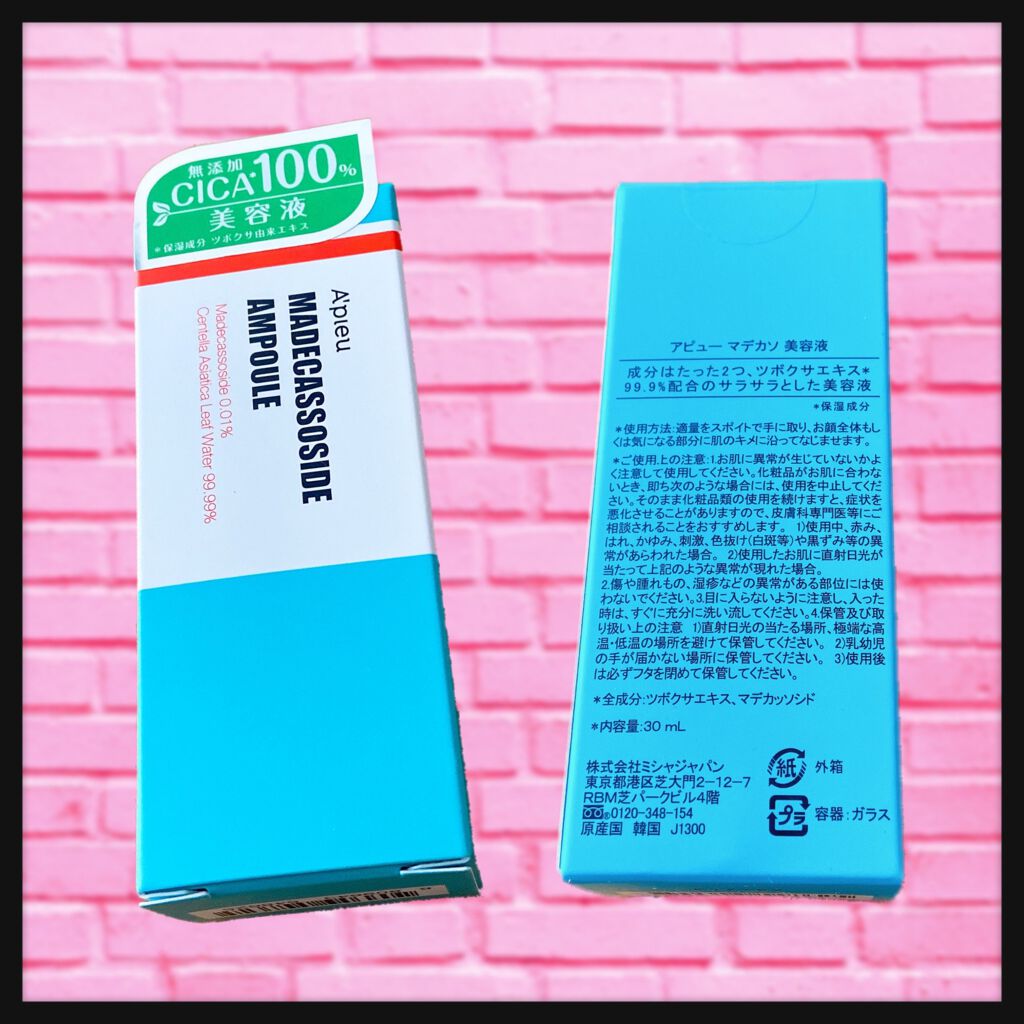 無添加
CICA*100%
美容液
*保湿成分 ツボクサ由来エキス
A'pieu
MADECASSOSIDE
AMPOULE
Madecassoside 0.01%
Centella Asiatica Leaf Water 99.99%
アピュー マデカソ 美容液
成分はたった2つ、ツボクサエキス*
99.9%配合のサラサラとした美容液
*保湿成分
*使用方法:適量をスポイトで手に取り、お顔全体もし
くは気になる部分に肌のキメに沿ってなじませます。
*ご使用上の注意:1.お肌に異常が生じていないかよ
く注意して使用してください。化粧品がお肌に合わな
いとき、即ち次のような場合には、使用を中止してくだ
さい。そのまま化粧品類の使用を続けますと、症状を
悪化させることがありますので、皮膚科専門医等にご
相談されることをおすすめします。 1)使用中、赤み、
はれ、かゆみ、刺激、色抜け(白斑等)や黒ずみ等の異
常があらわれた場合。 2)使用したお肌に直射日光が
当たって上記のような異常が現れた場合。
2.傷や腫れもの、湿疹などの異常がある部位には使
わないでください。3.目に入らないように注意し、入った
時は、すぐに充分に洗い流してください。4.保管及び取
り扱い上の注意 1)直射日光の当たる場所、極端な高
温・低温の場所を避けて保管してください。 2)乳幼児
の手が届かない場所に保管してください。 3)使用後
は必ずフタを閉めて保管してください。
*全成分:ツボクサエキス、マデカッソシド
*内容量:30 mL
株式会社ミシャジャパン
東京都港区芝大門2-12-7
RBM芝パークビル4階
0120-348-154
原産国 韓国 J1300
紙 外箱
プラ 容器:ガラス